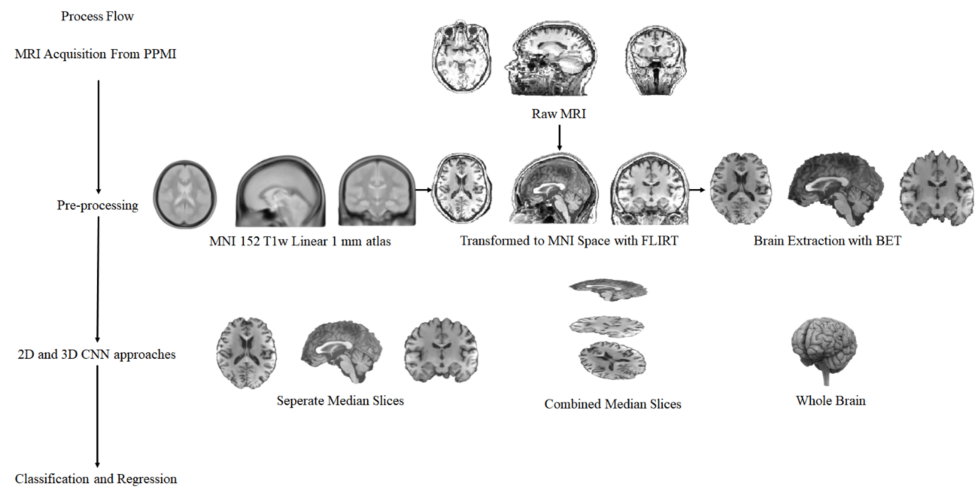 Process Flow
MRI Acquisition From PPMI
Raw MRI
Pre-processing
MNI 152 T1w Linear 1 mm atlas
Transformed to MNI Space with FLIRT
Brain Extraction with BET
2D and 3D CNN approaches
Seperate Median Slices
Combined Median Slices
Whole Brain
Classification and Regression